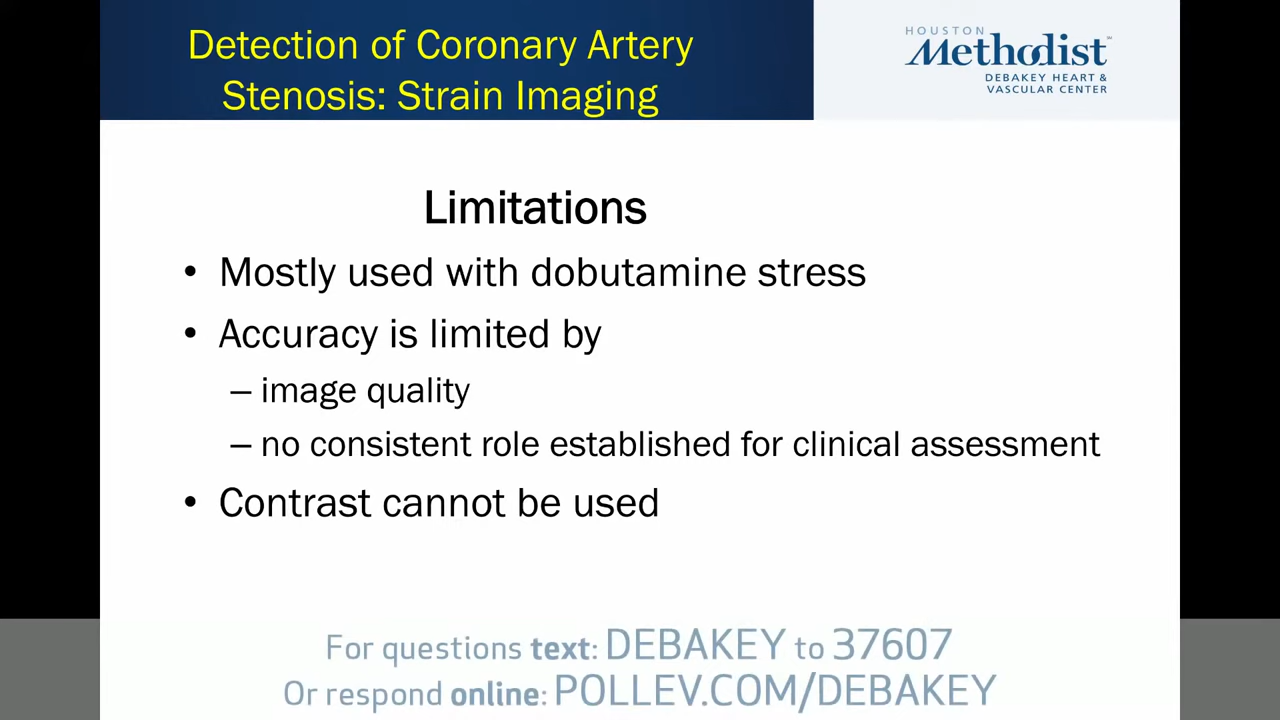 Detection of Coronary Artery
Stenosis: Strain Imaging
HOUSTON
Methodist
DEBAKEY HEART &
VASCULAR CENTER
Limitations
• Mostly used with dobutamine stress
• Accuracy is limited by
– image quality
– no consistent role established for clinical assessment
• Contrast cannot be used
For questions text: DEBAKEY to 37607
Or respond online: POLLEV.COM/DEBAKEY